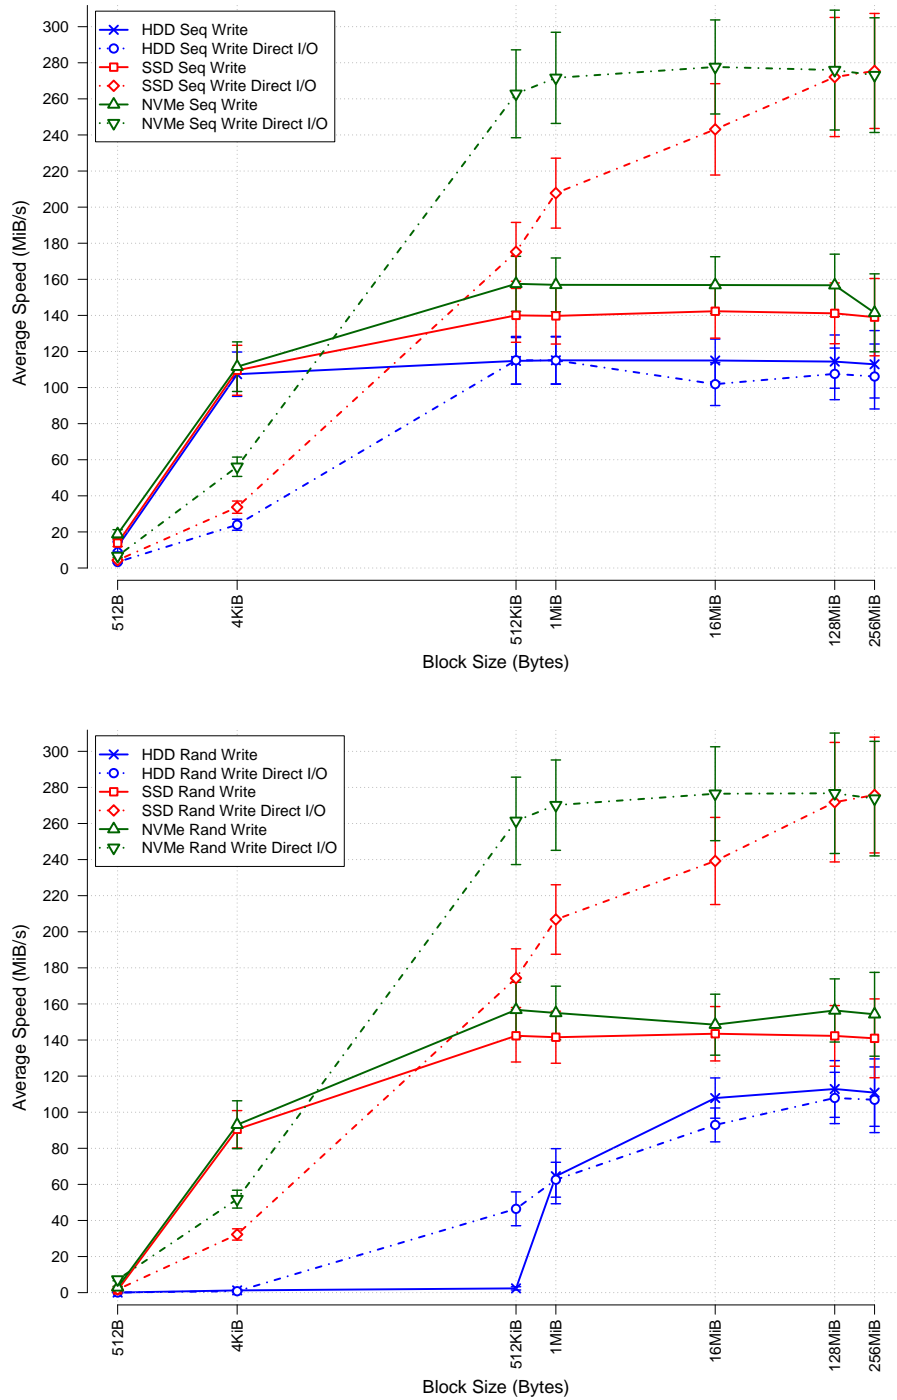 HDD Seq Write
HDD Seq Write Direct I/O
SSD Seq Write
SSD Seq Write Direct I/O
NVMe Seq Write
NVMe Seq Write Direct I/O
Average Speed (MiB/s)
300
280
260
240
220
200
180
160
140
120
100
80
60
40
20
0
512B
4KiB
512KiB
1MiB
16MiB
128MiB
256MiB
Block Size (Bytes)
HDD Rand Write
HDD Rand Write Direct I/O
SSD Rand Write
SSD Rand Write Direct I/O
NVMe Rand Write
NVMe Rand Write Direct I/O
Average Speed (MiB/s)
300
280
260
240
220
200
180
160
140
120
100
80
60
40
20
0
512B
4KiB
512KiB
1MiB
16MiB
128MiB
256MiB
Block Size (Bytes)